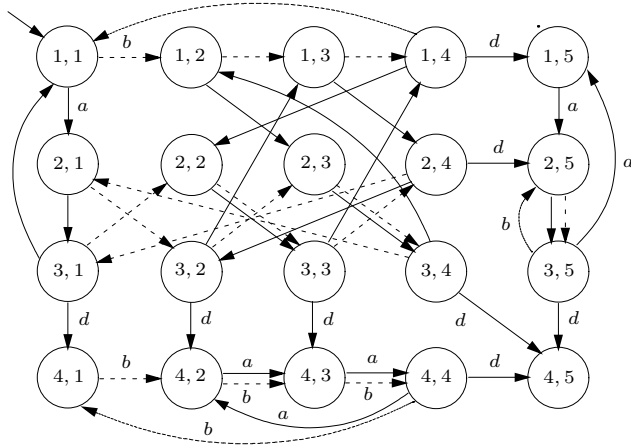 b
1, 1 1, 2 1, 3 1, 4 d 1, 5
a a
2, 1 2, 2 2, 3 2, 4 d 2, 5 a
b
3, 1 3, 2 3, 3 3, 4 3, 5
d d d d d
b a a d
4, 1 4, 2 b 4, 3 b 4, 4 4, 5
b a